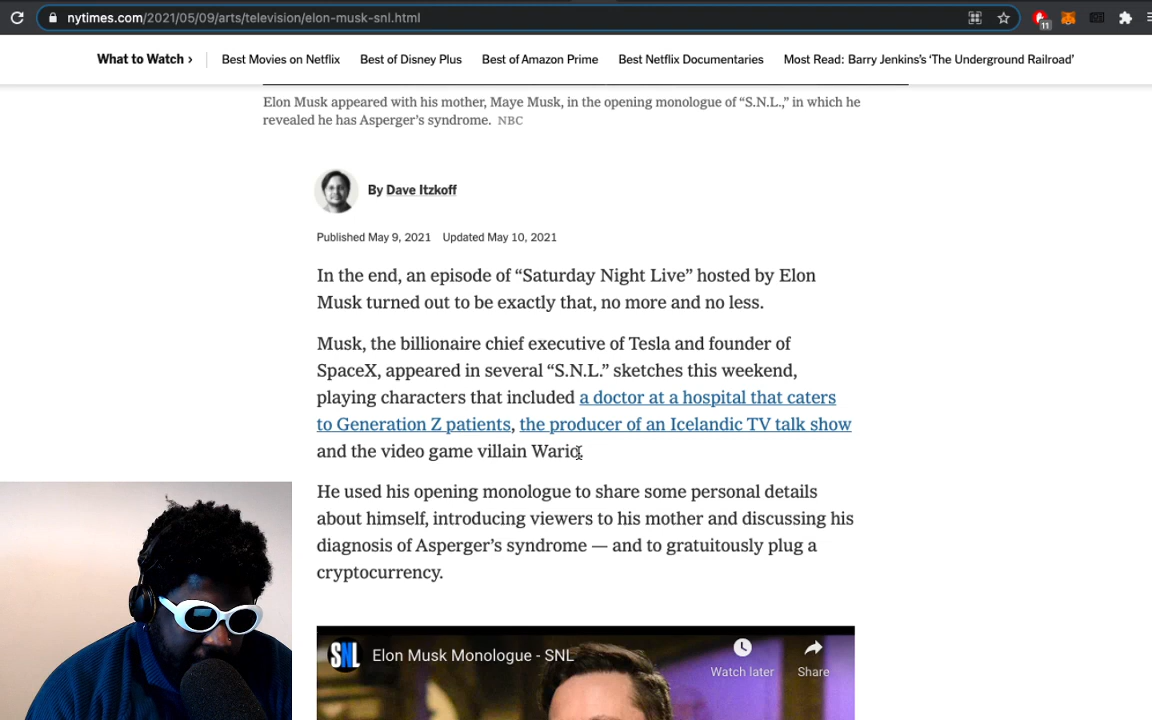 nytimes.com/2021/05/09/arts/television/elon-musk-snl.html
11
What to Watch ›
Best Movies on Netflix
Best of Disney Plus
Best of Amazon Prime
Best Netflix Documentaries
Most Read: Barry Jenkins’s ‘The Underground Railroad’
Elon Musk appeared with his mother, Maye Musk, in the opening monologue of “S.N.L.,” in which he
revealed he has Asperger’s syndrome. NBC
By Dave Itzkoff
Published May 9, 2021 Updated May 10, 2021
In the end, an episode of “Saturday Night Live” hosted by Elon
Musk turned out to be exactly that, no more and no less.
Musk, the billionaire chief executive of Tesla and founder of
SpaceX, appeared in several “S.N.L.” sketches this weekend,
playing characters that included a doctor at a hospital that caters
to Generation Z patients, the producer of an Icelandic TV talk show
and the video game villain Wario.
He used his opening monologue to share some personal details
about himself, introducing viewers to his mother and discussing his
diagnosis of Asperger’s syndrome — and to gratuitously plug a
cryptocurrency.
SNL
Elon Musk Monologue - SNL
Watch later
Share